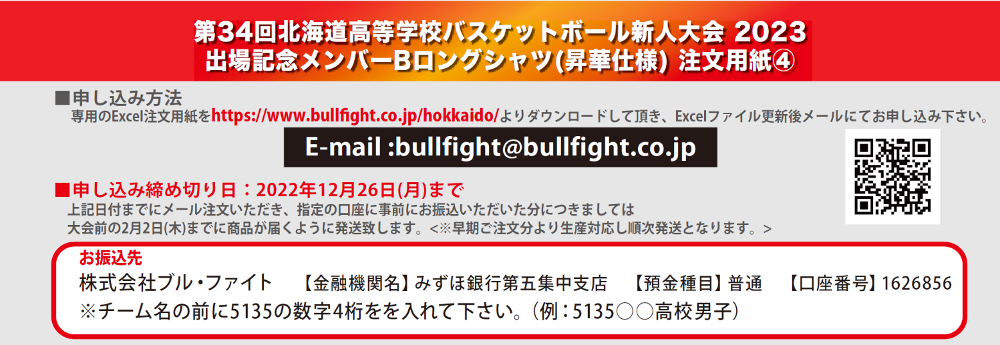 第34回北海道高等学校バスケットボール新人大会 2023
出場記念メンバーBロングシャツ(昇華仕様) 注文用紙④
■申し込み方法
専用のExcel注文用紙をhttps://www.bullfight.co.jp/hokkaido/よりダウンロードして頂き、Excelファイル更新後メールにてお申し込み下さい。
E-mail :bullfight@bullfight.co.jp
■申し込み締め切り日：2022年12月26日(月)まで
上記日付までにメール注文いただき、指定の口座に事前にお振込いただいた分につきましては
大会前の2月2日(木)までに商品が届くように発送致します。<※早期ご注文分より生産対応し順次発送となります。>
お振込先
株式会社ブル・ファイト 【金融機関名】みずほ銀行第五集中支店 【預金種目】普通 【口座番号】1626856
※チーム名の前に5135の数字4桁をを入れて下さい。（例：5135○○高校男子）